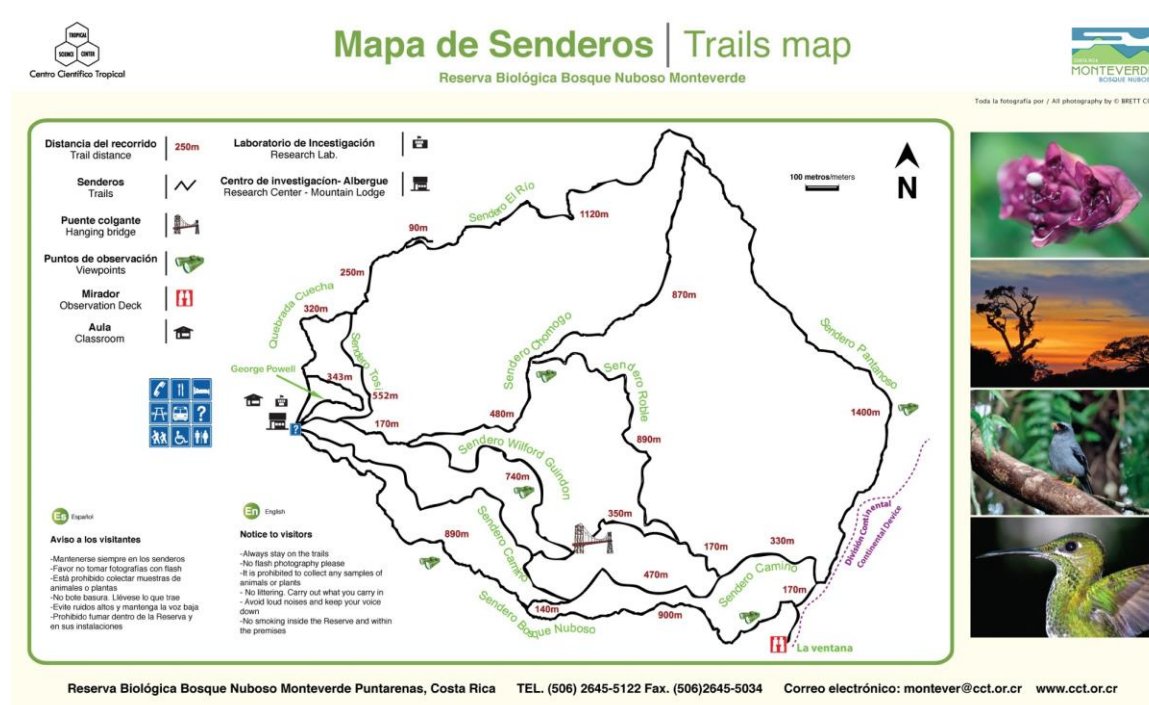 TROPICAL
SCIENCE CENTER
Centro Científico Tropical
Mapa de Senderos | Trails map
Reserva Biológica Bosque Nuboso Monteverde
COSTA RICA
MONTEVERDE
BOSQUE NUBOSO
Toda la fotografía por / All photography by © BRETT
Distancia del recorrido
Trail distance
250m
Senderos
Trails
Puente colgante
Hanging bridge
Puntos de observación
Viewpoints
Mirador
Observation Deck
Aula
Classroom
Laboratorio de Incestigación
Research Lab.
Centro de investigacíon- Albergue
Research Center - Mountain Lodge
100 metros/meters
N
Sendero El Río
1120m
90m
250m
Quebrada Cuecha
320m
Sendero Tosi
George Powell
343m
552m
170m
870m
Sendero Chomogo
480m
Sendero Roble
890m
Sendero Pantanoso
1400m
Sendero Wilford Guindon
740m
350m
170m
330m
División Continental
Continental Device
890m
Sendero Camino
470m
Sendero Camino
170m
140m
900m
Sendero Bosque Nuboso
La ventana
?
?
Es Español
Aviso a los visitantes
-Mantenerse siempre en los senderos
-Favor no tomar fotografías con flash
-Está prohibido colectar muestras de
animales o plantas
-No bote basura. Llévese lo que trae
-Evite ruidos altos y mantenga la voz baja
-Prohibido fumar dentro de la Reserva y
en sus instalaciones
En English
Notice to visitors
-Always stay on the trails
-No flash photography please
-It is prohibited to collect any samples of
animals or plants
- No littering. Carry out what you carry in
- Avoid loud noises and keep your voice
down
-No smoking inside the Reserve and within
the premises
Reserva Biológica Bosque Nuboso Monteverde Puntarenas, Costa Rica TEL. (506) 2645-5122 Fax. (506)2645-5034 Correo electrónico: montever@cct.or.cr www.cct.or.cr